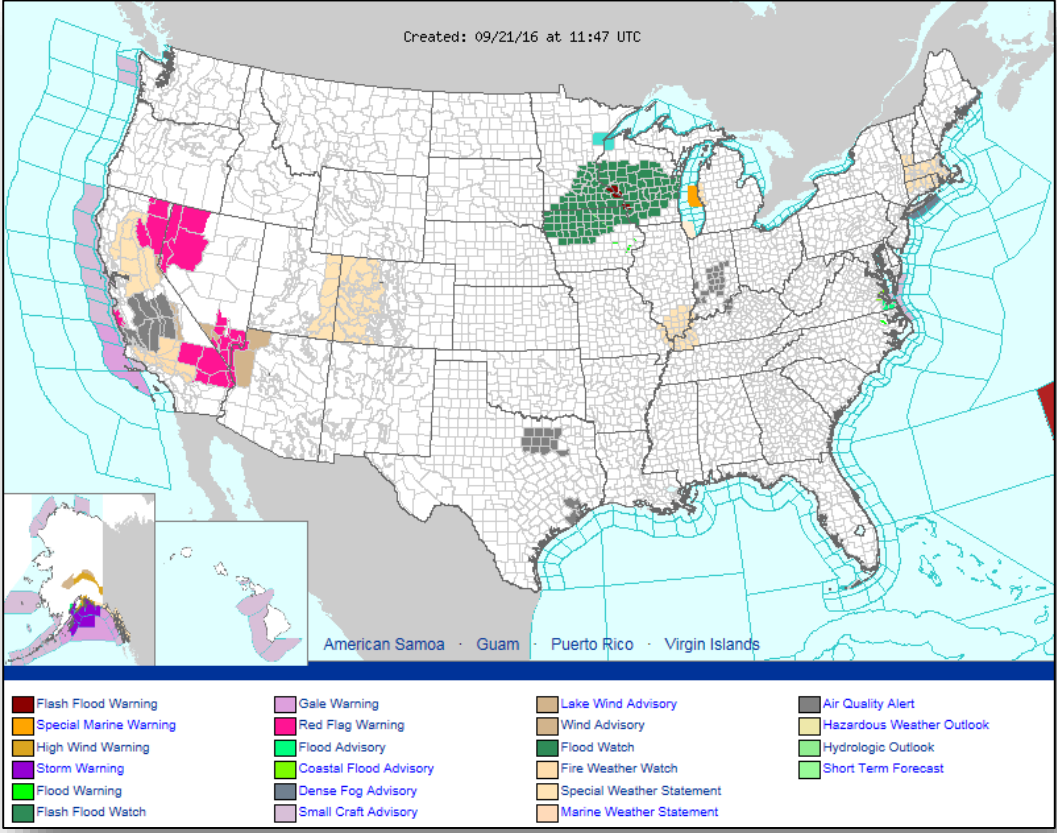 Created: 09/21/16 at 11:47 UTC
American Samoa · Guam · Puerto Rico · Virgin Islands
Flash Flood Warning
Special Marine Warning
High Wind Warning
Storm Warning
Flood Warning
Flash Flood Watch
Gale Warning
Red Flag Warning
Flood Advisory
Coastal Flood Advisory
Dense Fog Advisory
Small Craft Advisory
Lake Wind Advisory
Wind Advisory
Flood Watch
Fire Weather Watch
Special Weather Statement
Marine Weather Statement
Air Quality Alert
Hazardous Weather Outlook
Hydrologic Outlook
Short Term Forecast